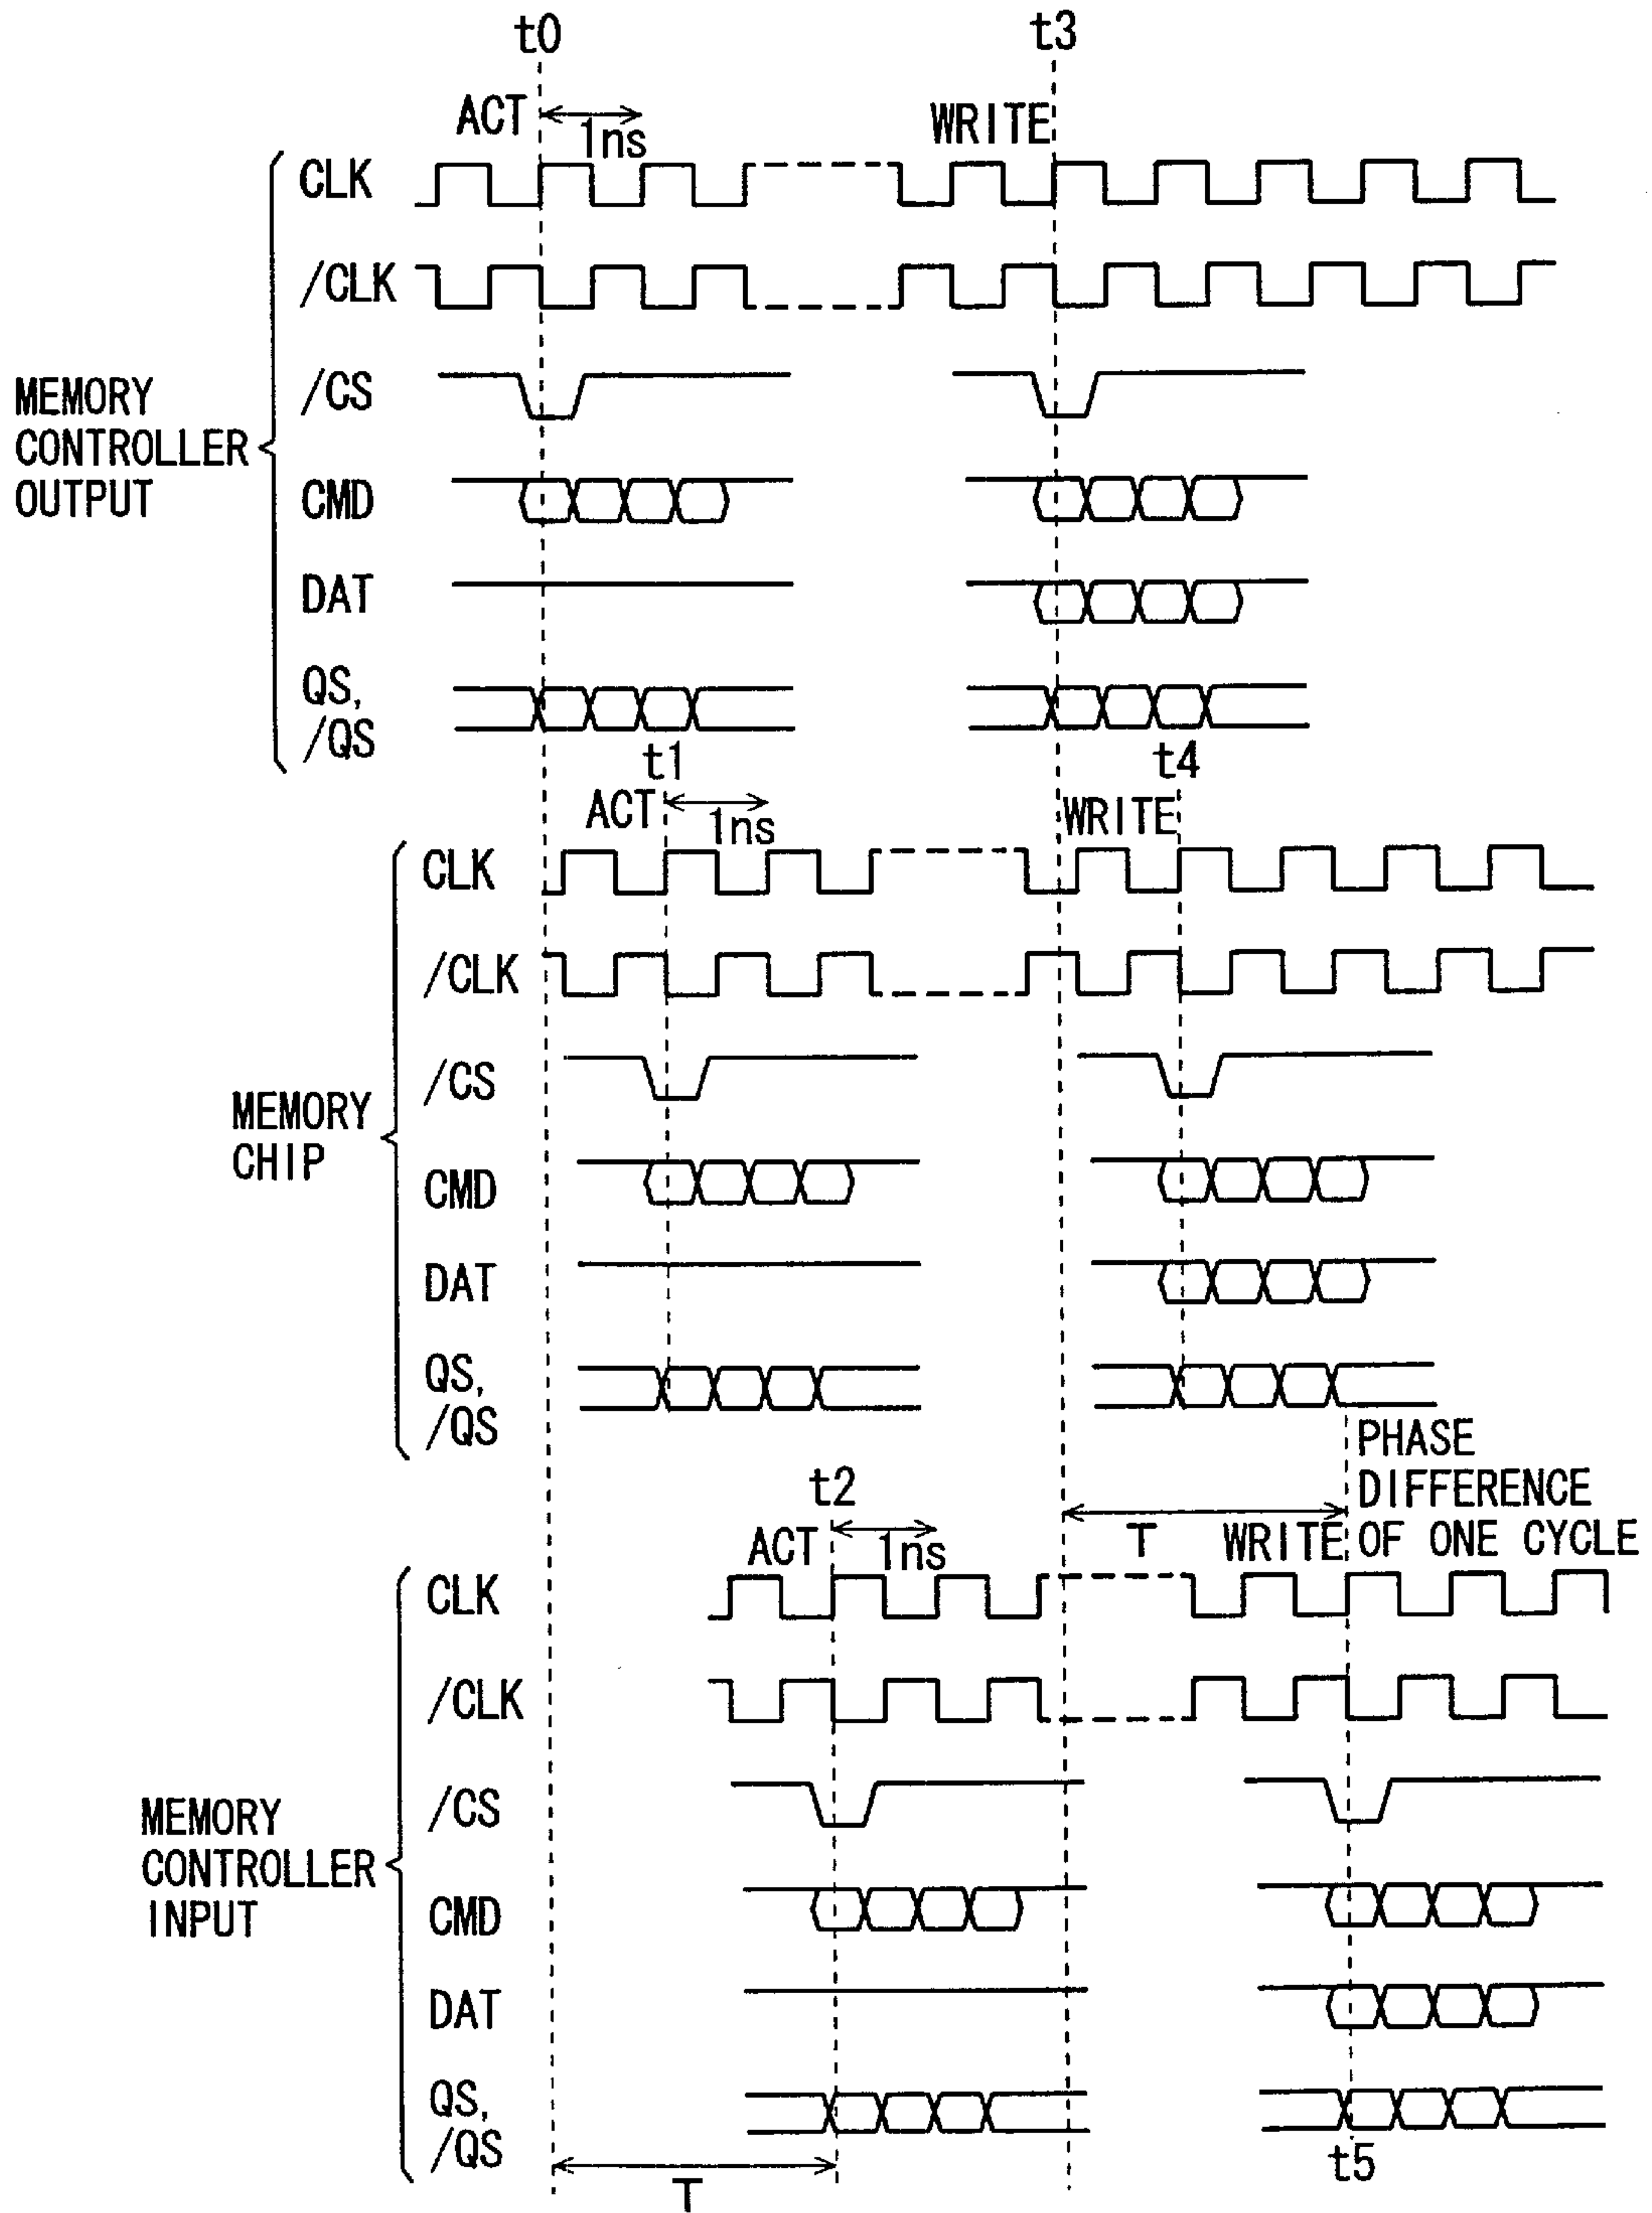 t0
t3
ACT
1ns
WRITE
CLK
/CLK
/CS
MEMORY
CONTROLLER
OUTPUT
CMD
DAT
QS,
/QS
t1
t4
ACT
1ns
WRITE
CLK
/CLK
/CS
MEMORY
CHIP
CMD
DAT
QS,
/QS
PHASE
DIFFERENCE
OF ONE CYCLE
t2
T
ACT
1ns
WRITE
CLK
/CLK
/CS
MEMORY
CONTROLLER
INPUT
CMD
DAT
QS,
/QS
t5
T